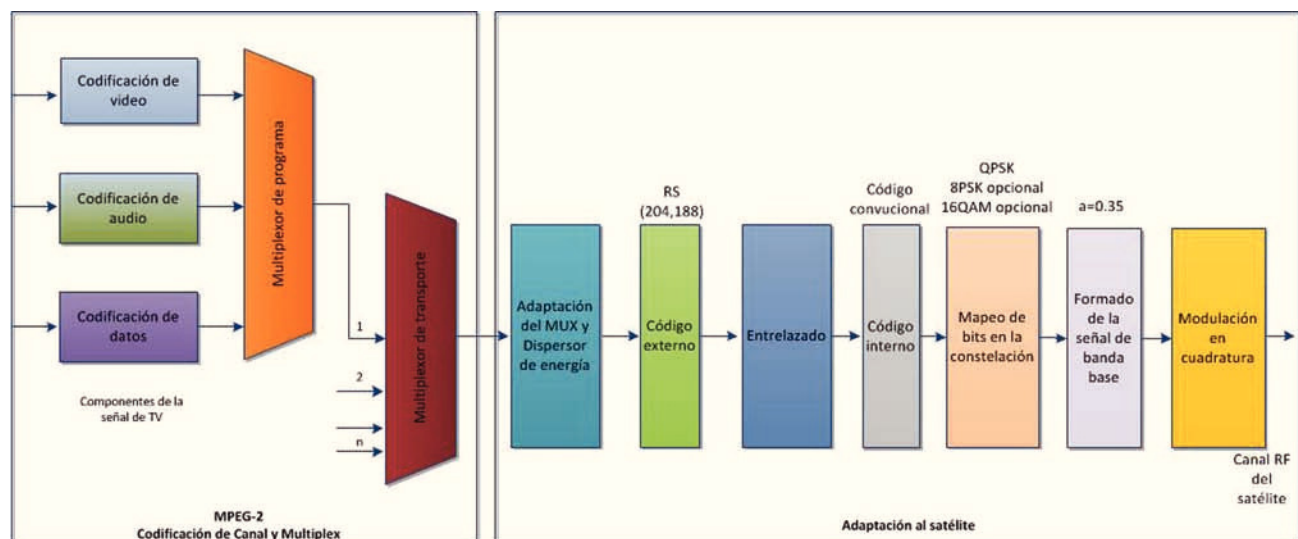 Codificación de
video
Codificación de
audio
Codificación de
datos
Componentes de la
señal de TV
Multiplexor de programa
1
2
n
Multiplexor de transporte
MPEG-2
Codificación de Canal y Multiplex
Adaptación
del MUX y
Dispersor
de energía
RS
(204,188)
Código
externo
Entrelazado
Código
convucional
Código
interno
QPSK
8PSK opcional
16QAM opcional
Mapeo de
bits en la
constelación
a=0.35
Formado
de la
señal de
banda
base
Modulación
en
cuadratura
Canal RF
del
satélite
Adaptación al satélite